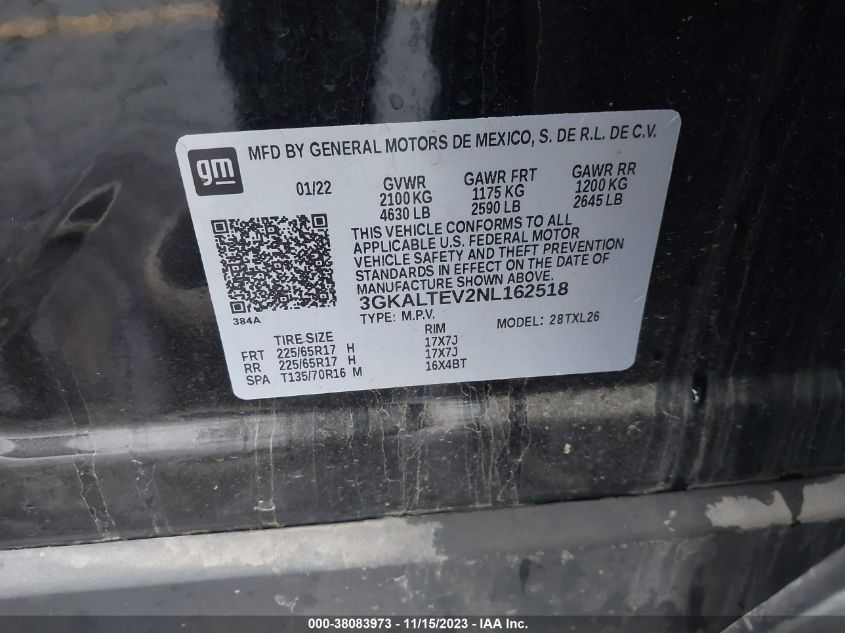 gm
MFD BY GENERAL MOTORS DE MEXICO, S. DE R.L. DE C.V.
01/22 GVWR GAWR FRT GAWR RR
2100 KG 1175 KG 1200 KG
4630 LB 2590 LB 2645 LB
THIS VEHICLE CONFORMS TO ALL
APPLICABLE U.S. FEDERAL MOTOR
VEHICLE SAFETY AND THEFT PREVENTION
STANDARDS IN EFFECT ON THE DATE OF
MANUFACTURE SHOWN ABOVE.
3GKALTEV2NL162518
384A
TYPE: M.P.V. MODEL: 28TXL26
TIRE SIZE RIM
FRT 225/65R17 H 17X7J
RR 225/65R17 H 17X7J
SPA T135/70R16 M 16X4BT
000-38083973 - 11/15/2023 - IAA Inc.